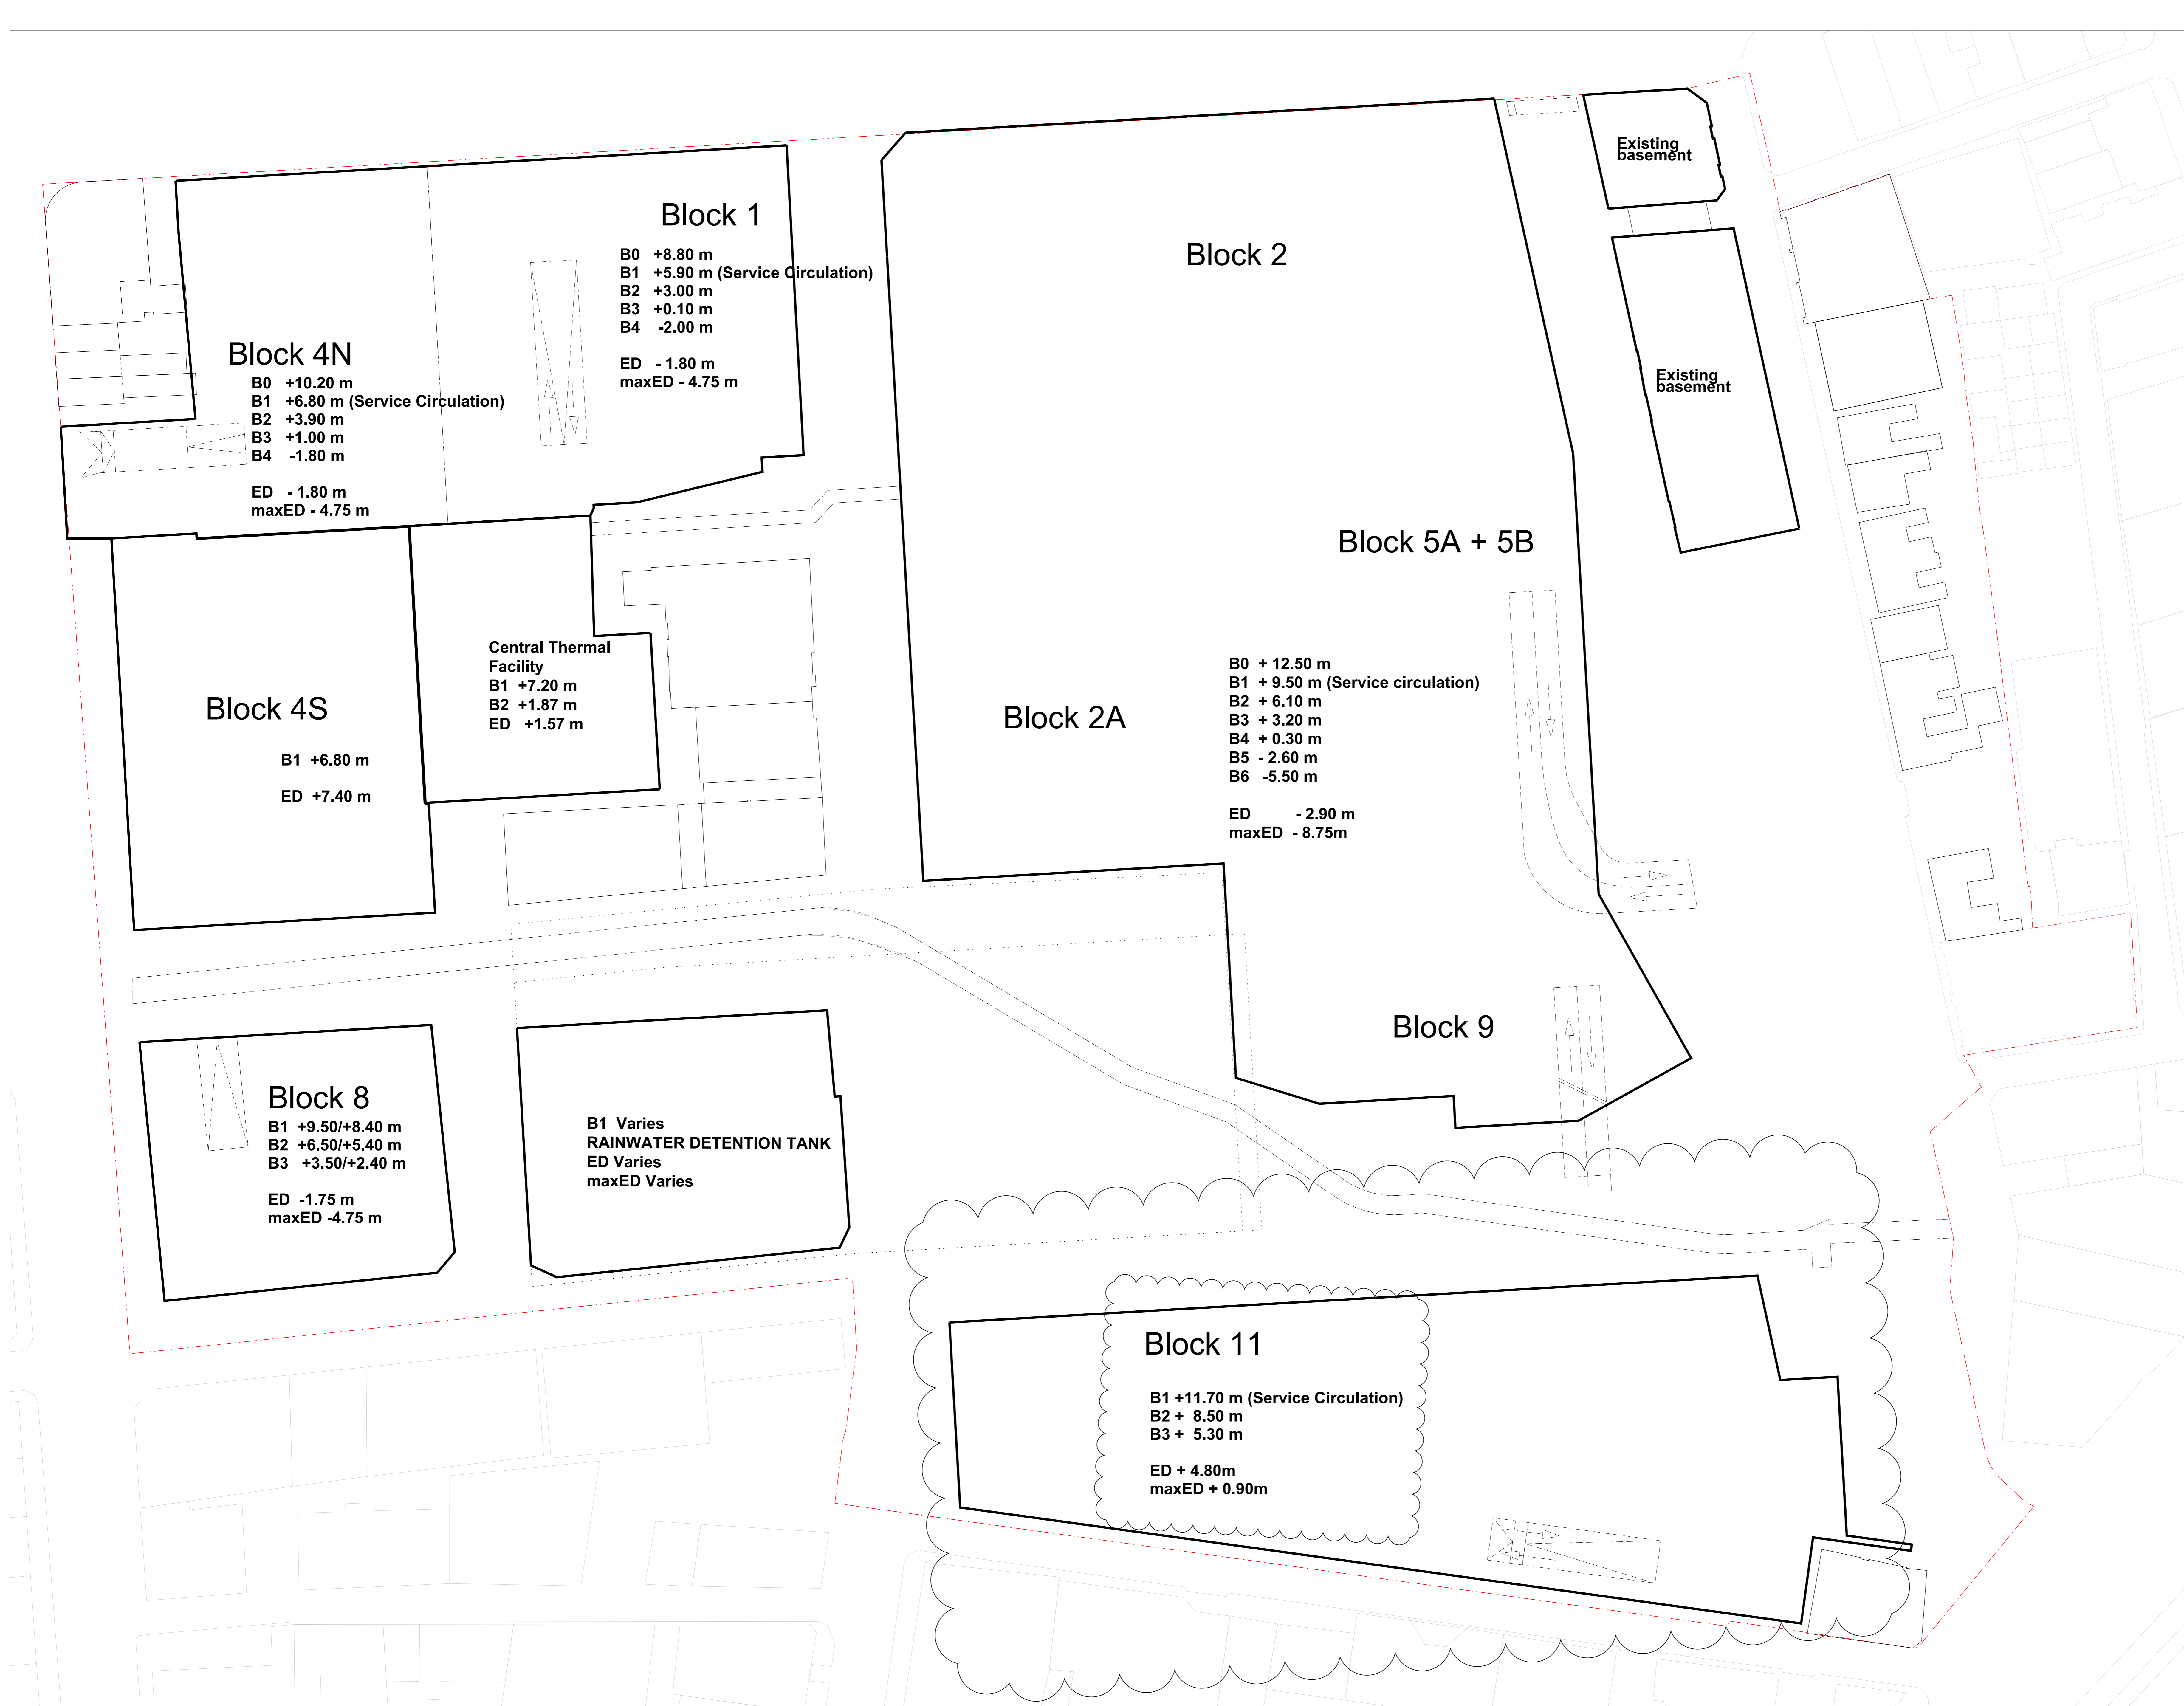 Existing
basement
Block 1
B0 +8.80 m
B1 +5.90 m (Service Circulation)
B2 +3.00 m
B3 +0.10 m
B4 -2.00 m
ED - 1.80 m
maxED - 4.75 m
Block 2
Block 4N
B0 +10.20 m
B1 +6.80 m (Service Circulation)
B2 +3.90 m
B3 +1.00 m
B4 -1.80 m
ED - 1.80 m
maxED - 4.75 m
Existing
basement
Block 5A + 5B
Central Thermal
Facility
B1 +7.20 m
B2 +1.87 m
ED +1.57 m
Block 4S
B1 +6.80 m
ED +7.40 m
Block 2A
B0 + 12.50 m
B1 + 9.50 m (Service circulation)
B2 + 6.10 m
B3 + 3.20 m
B4 + 0.30 m
B5 - 2.60 m
B6 -5.50 m
ED - 2.90 m
maxED - 8.75m
Block 9
Block 8
B1 +9.50/+8.40 m
B2 +6.50/+5.40 m
B3 +3.50/+2.40 m
ED -1.75 m
maxED -4.75 m
B1 Varies
RAINWATER DETENTION TANK
ED Varies
maxED Varies
Block 11
B1 +11.70 m (Service Circulation)
B2 + 8.50 m
B3 + 5.30 m
ED + 4.80m
maxED + 0.90m